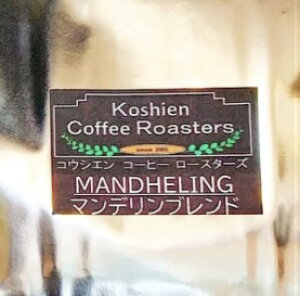 Koshien
Coffee Roasters
since 2005
コウシエン コーヒー ロースターズ
MANDHELING
マンデリンブレンド